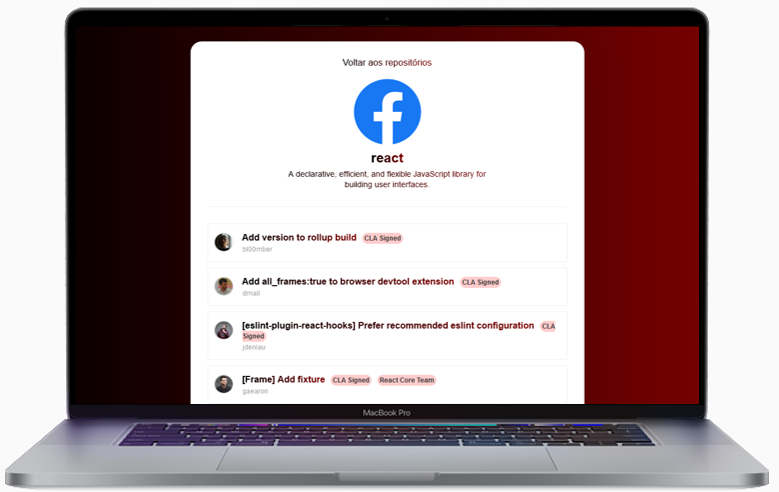 Voltar aos repositórios
react
A declarative, efficient, and flexible JavaScript library for
building user interfaces.
Add version to rollup build CLA Signed
bl00mber
Add all_frames:true to browser devtool extension CLA Signed
dmail
[eslint-plugin-react-hooks] Prefer recommended eslint configuration CLA
Signed
jdeniau
[Frame] Add fixture CLA Signed React Core Team
gaearon
MacBook Pro